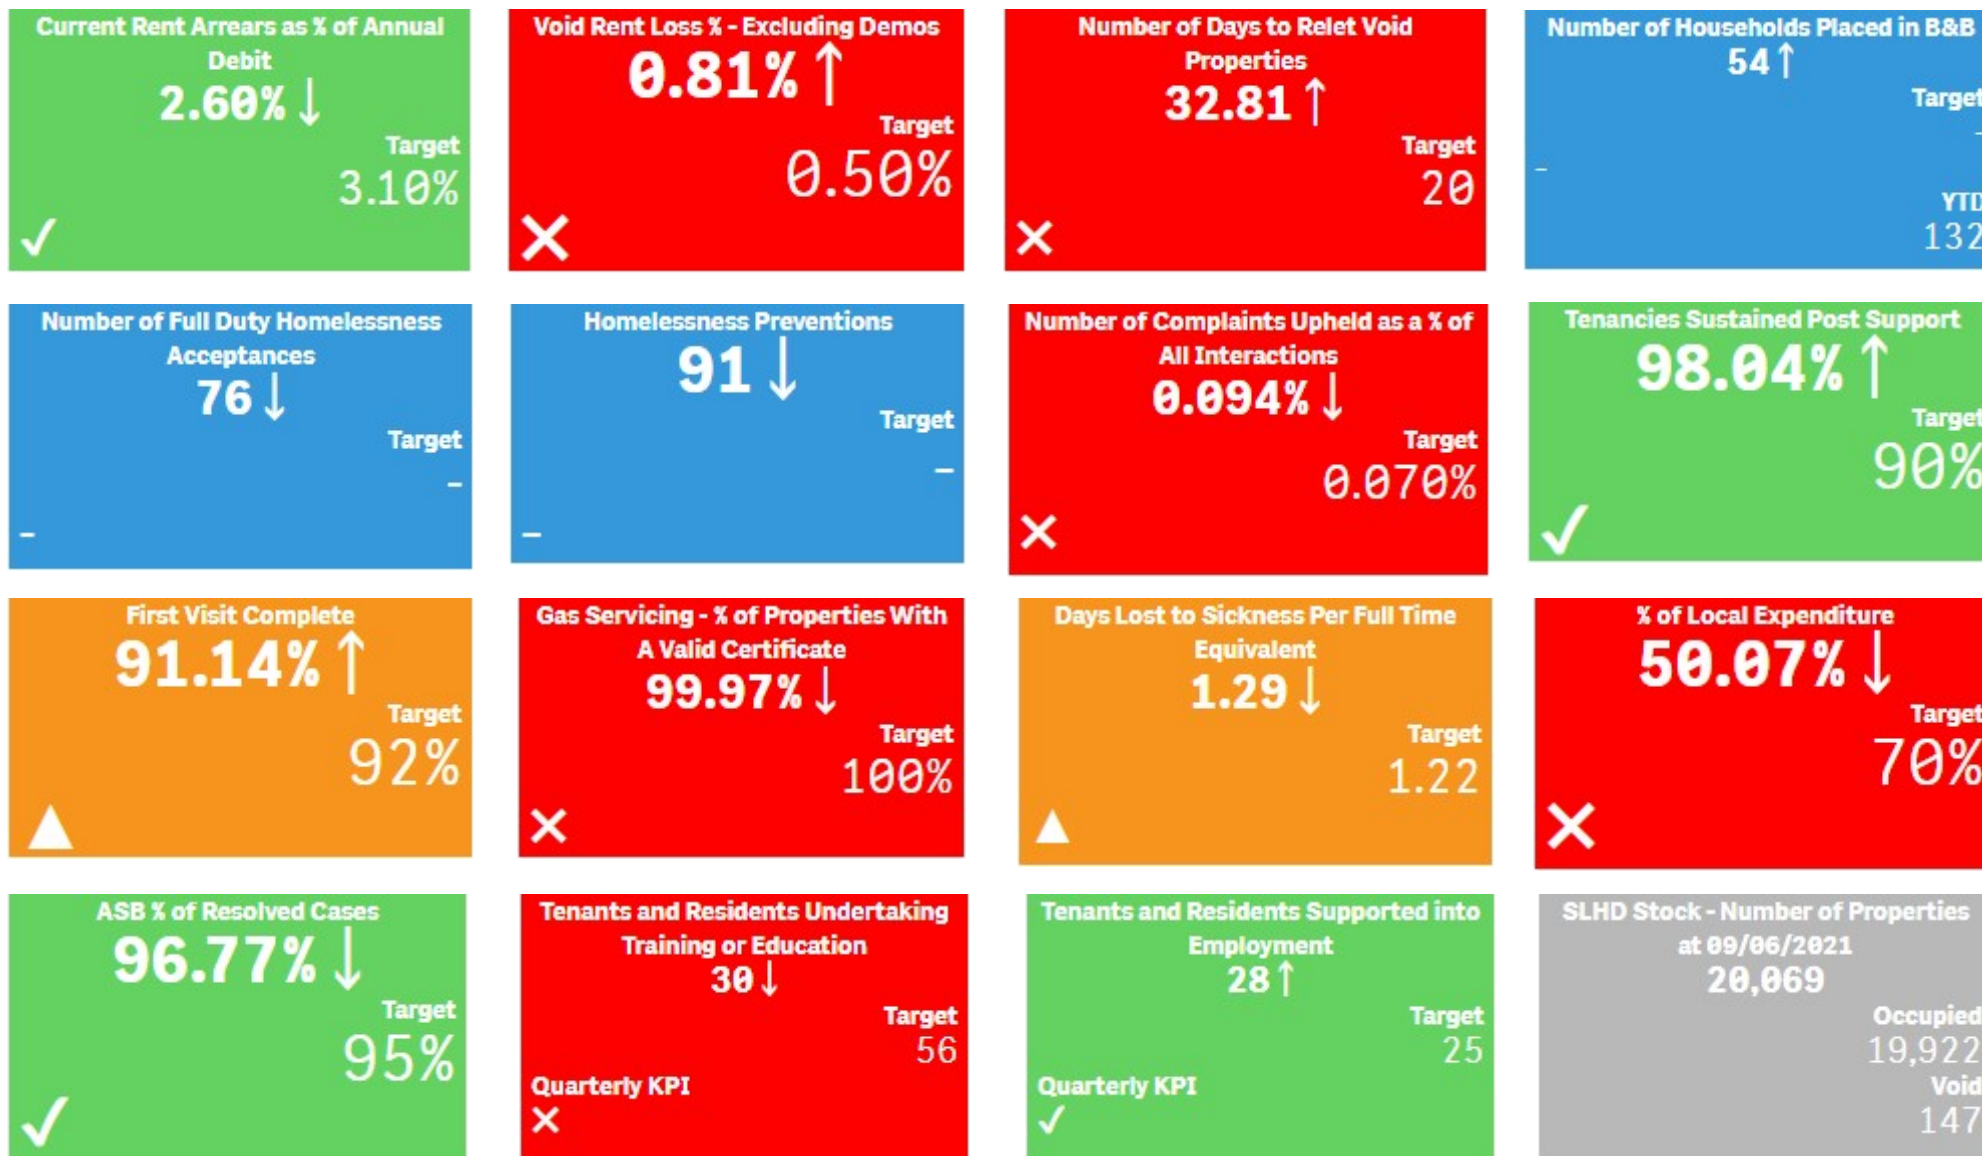 Current Rent Arrears as % of Annual
Debit
2.60% ↓
Target
3.10%
✓
Void Rent Loss % - Excluding Demos
0.81% ↑
Target
0.50%
✕
Number of Days to Relet Void
Properties
32.81 ↑
Target
20
✕
Number of Households Placed in B&B
54 ↑
Target
-
-
YTD
132
Number of Full Duty Homelessness
Acceptances
76 ↓
Target
-
-
Homelessness Preventions
91 ↓
Target
-
-
Number of Complaints Upheld as a % of
All Interactions
0.094% ↓
Target
0.070%
✕
Tenancies Sustained Post Support
98.04% ↑
Target
90%
✓
First Visit Complete
91.14% ↑
Target
92%
▲
Gas Servicing - % of Properties With
A Valid Certificate
99.97% ↓
Target
100%
✕
Days Lost to Sickness Per Full Time
Equivalent
1.29 ↓
Target
1.22
▲
% of Local Expenditure
50.07% ↓
Target
70%
✕
ASB % of Resolved Cases
96.77% ↓
Target
95%
✓
Tenants and Residents Undertaking
Training or Education
30 ↓
Target
56
Quarterly KPI
✕
Tenants and Residents Supported into
Employment
28 ↑
Target
25
Quarterly KPI
✓
SLHD Stock - Number of Properties
at 09/06/2021
20,069
Occupied
19,922
Void
147